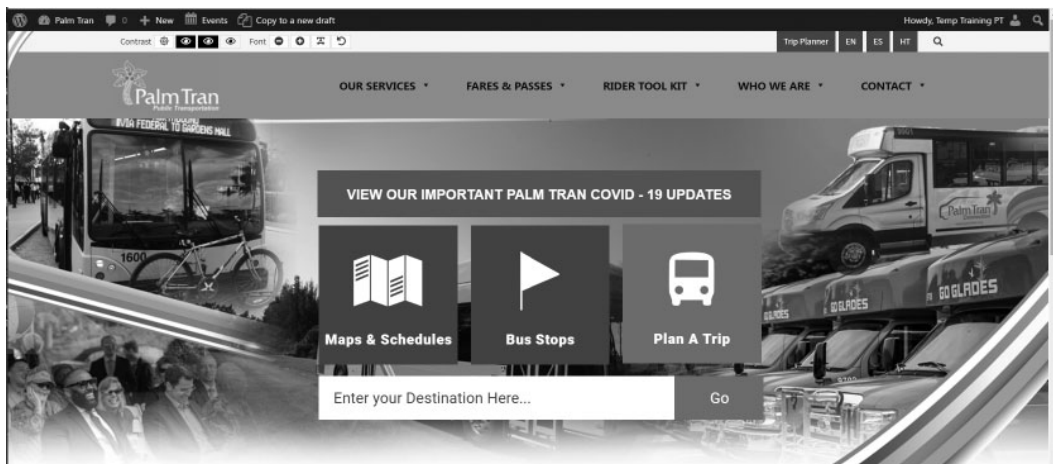 Palm Tran 0 New Events Copy to a new draft Howdy, Temp Training PT
Contrast Font Trip Planner EN ES HT
Palm Tran
Public Transportation
OUR SERVICES FARES & PASSES RIDER TOOL KIT WHO WE ARE CONTACT
VIA FEDERAL TO GARDENS MALL
1600
VIEW OUR IMPORTANT PALM TRAN COVID - 19 UPDATES
Palm Tran
GO GLADES
GO GLADES
Maps & Schedules Bus Stops Plan A Trip
Enter your Destination Here... Go